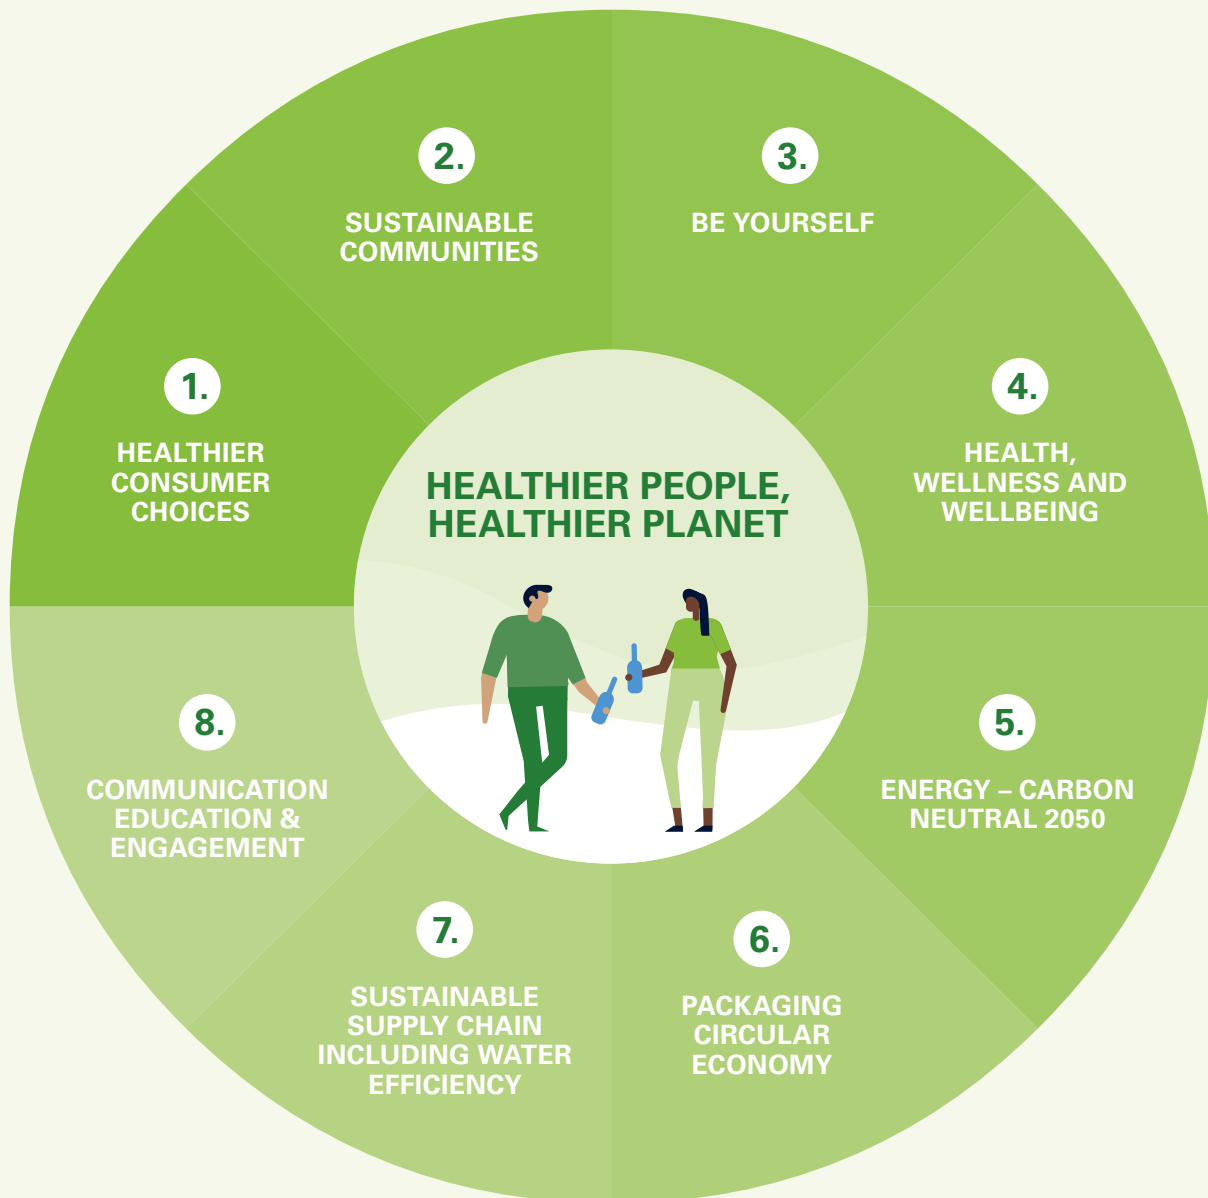 HEALTHIER PEOPLE,
HEALTHIER PLANET
1.
HEALTHIER
CONSUMER
CHOICES
2.
SUSTAINABLE
COMMUNITIES
3.
BE YOURSELF
4.
HEALTH,
WELLNESS AND
WELLBEING
5.
ENERGY – CARBON
NEUTRAL 2050
6.
PACKAGING
CIRCULAR
ECONOMY
7.
SUSTAINABLE
SUPPLY CHAIN
INCLUDING WATER
EFFICIENCY
8.
COMMUNICATION
EDUCATION &
ENGAGEMENT